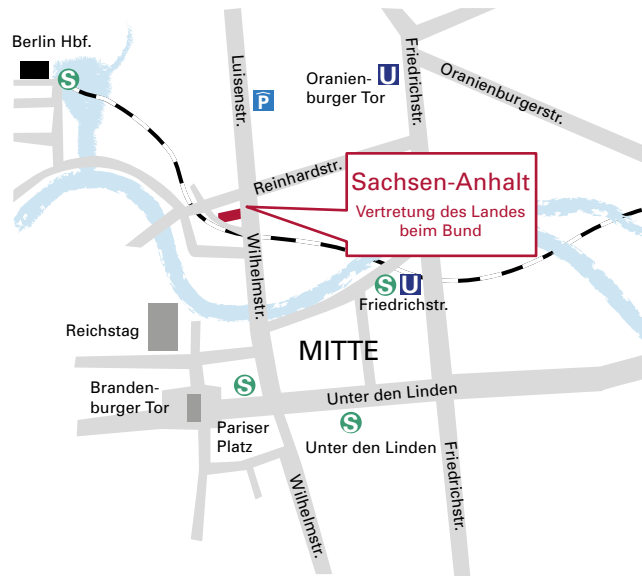 Berlin Hbf.
S
Luisenstr.
P
Oranien-
burger Tor
U
Friedrichstr.
Oranienburgerstr.
Reinhardstr.
Sachsen-Anhalt
Vertretung des Landes
beim Bund
Wilhelmstr.
S U
Friedrichstr.
Reichstag
MITTE
Branden-
burger Tor
S
Pariser
Platz
Unter den Linden
S
Unter den Linden
Wilhelmstr.
Friedrichstr.